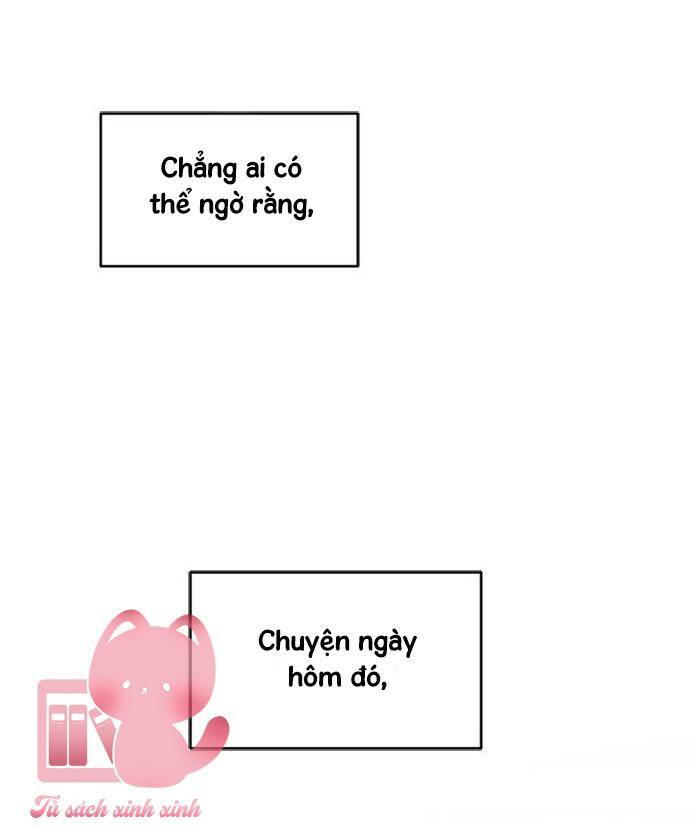 Chẳng ai có
thể ngờ rằng,
Chuyện ngày
hôm đó,
Tủ sách xinh xinh